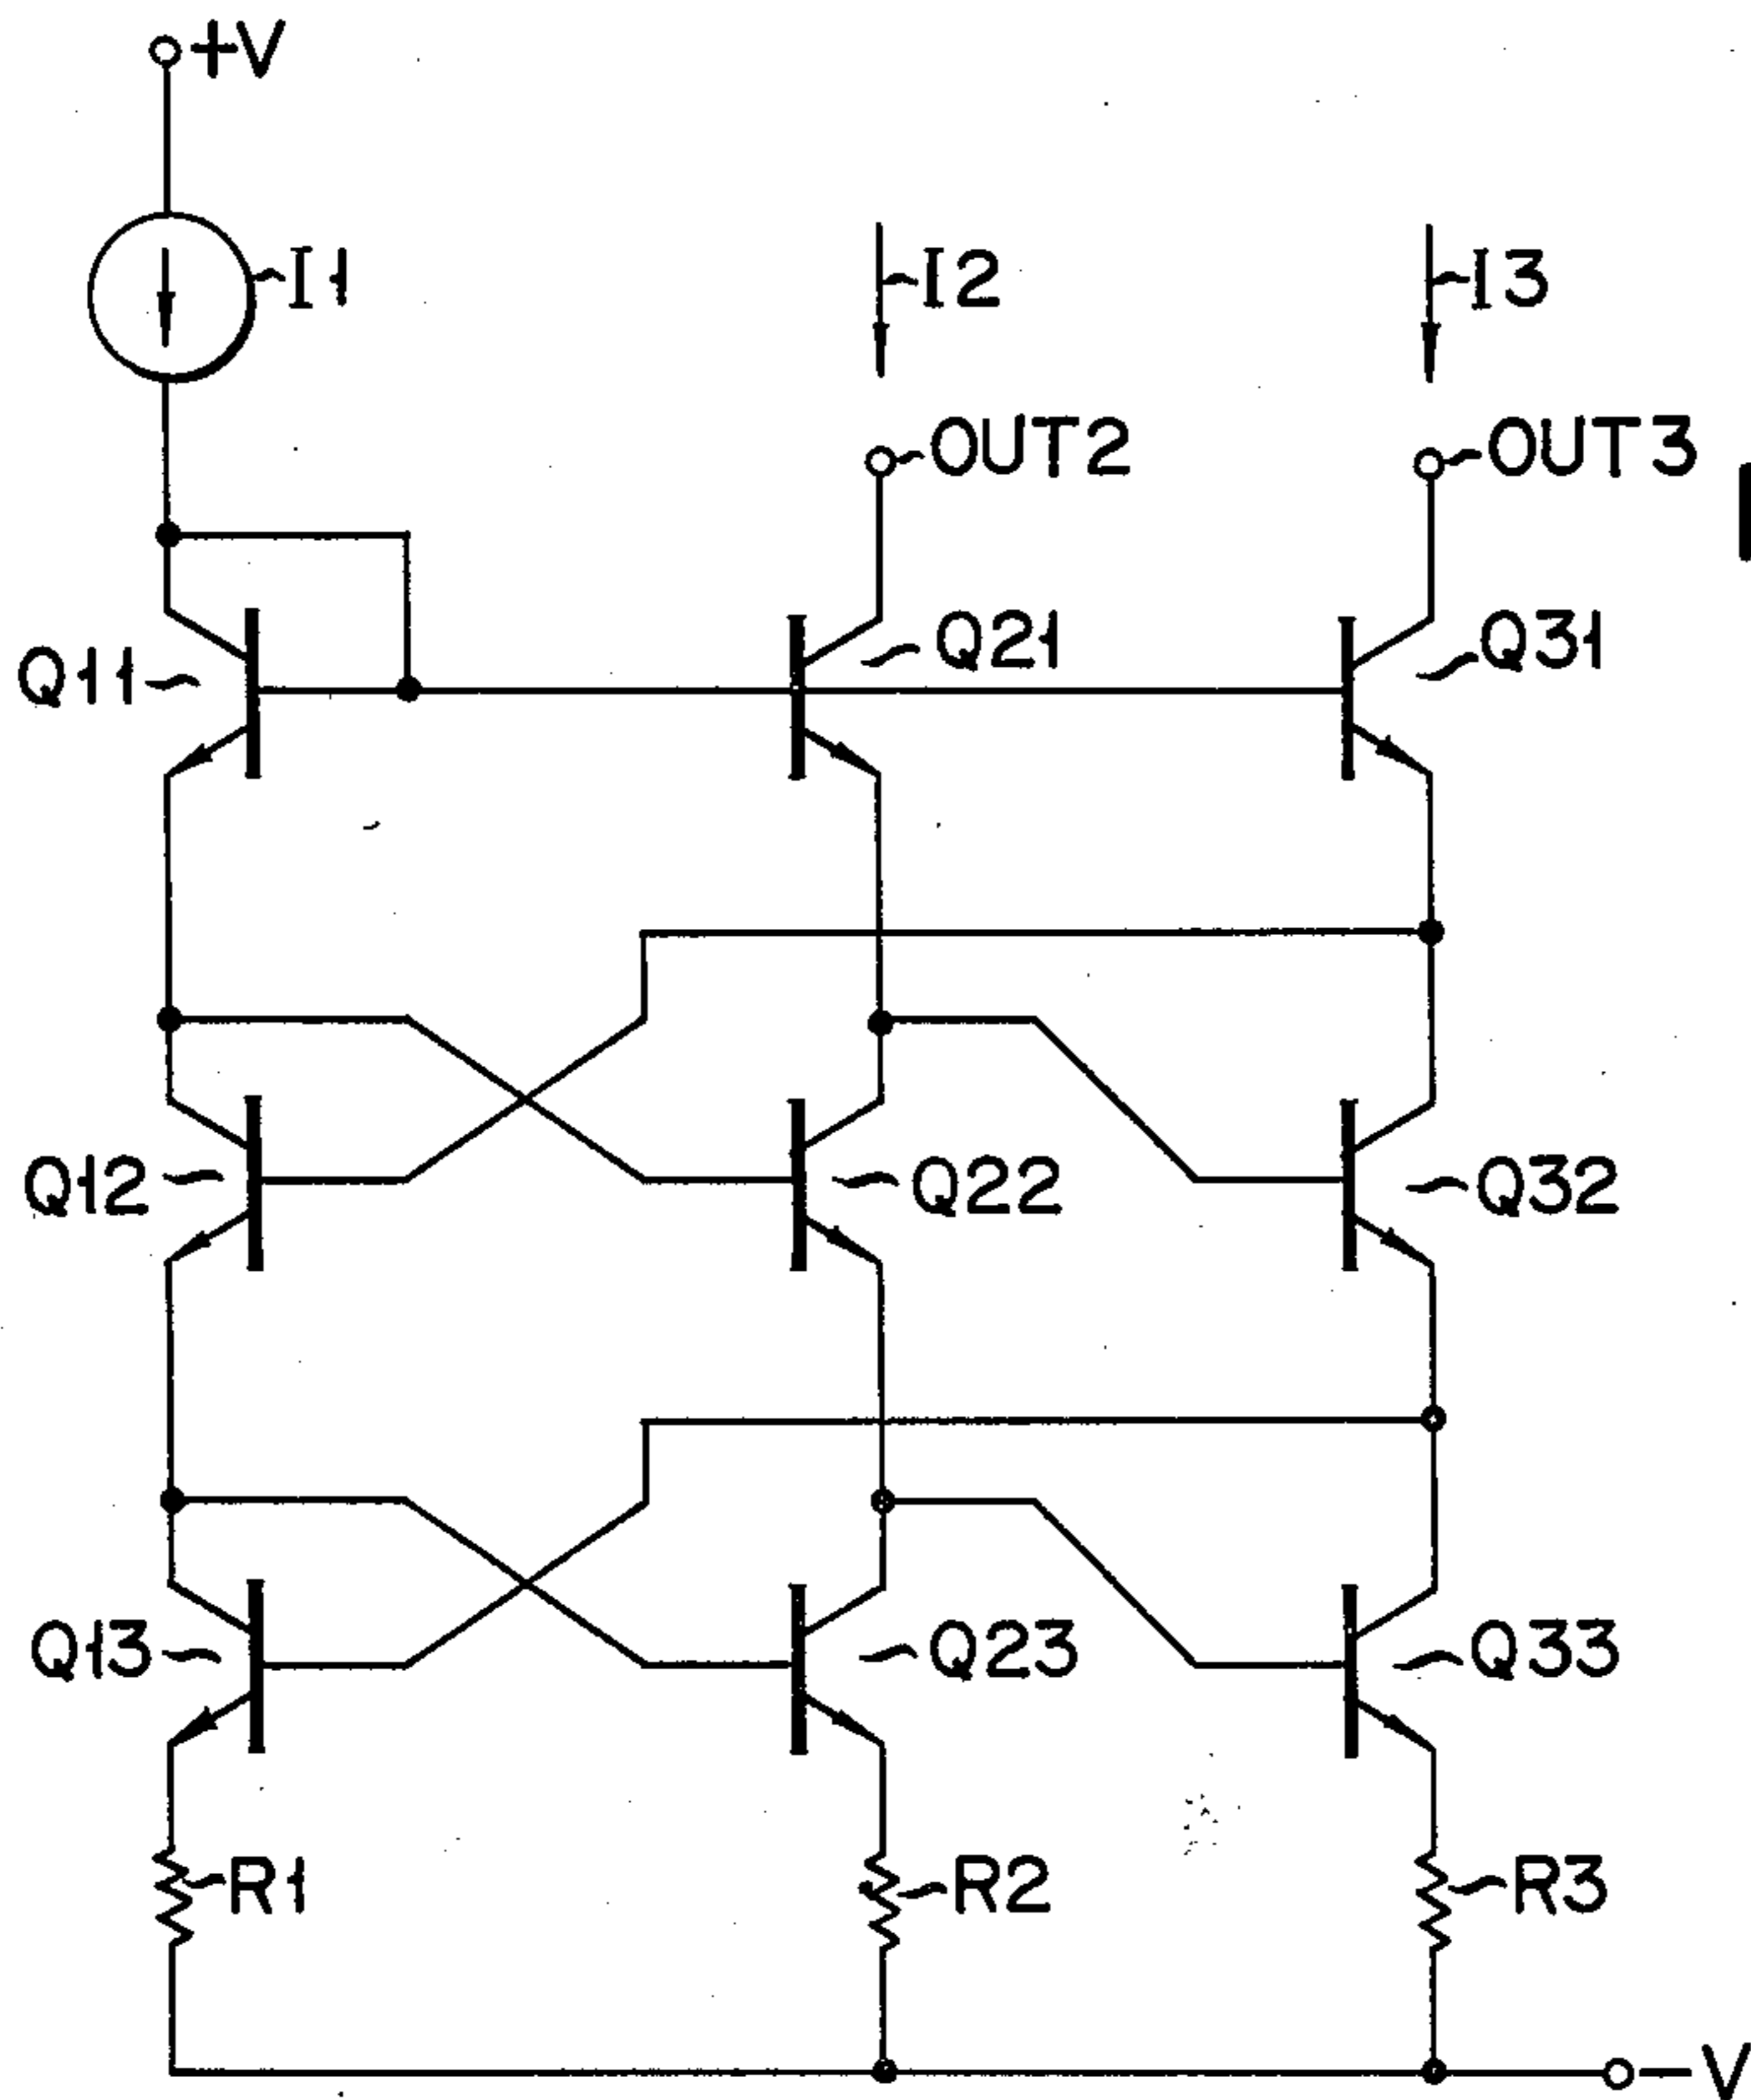 +V
I1
I2
I3
OUT2
OUT3
Q11
Q21
Q31
Q12
Q22
Q32
Q13
Q23
Q33
R1
R2
R3
-V